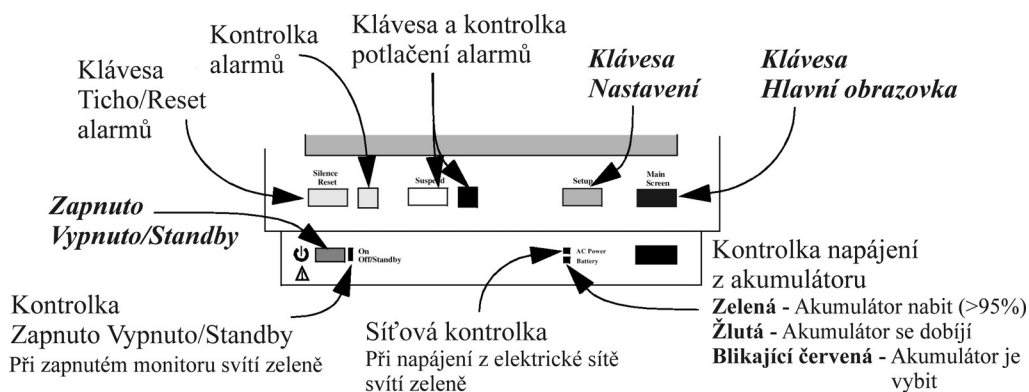 Kontrolka
alarmů
Klávesa a kontrolka
potlačení alarmů
Klávesa
Ticho/Reset
alarmů
Klávesa
Nastavení
Klávesa
Hlavní obrazovka
Silence
Reset
Suspend
Setup
Main
Screen
Zapnuto
Vypnuto/Standby
On
Off/Standby
AC Power
Battery
Kontrolka
Zapnuto Vypnuto/Standby
Při zapnutém monitoru svítí zeleně
Síťová kontrolka
Při napájení z elektrické sítě
svítí zeleně
Kontrolka napájení
z akumulátoru
Zelená - Akumulátor nabit (>95%)
Žlutá - Akumulátor se dobíjí
Blikající červená - Akumulátor je
vybit